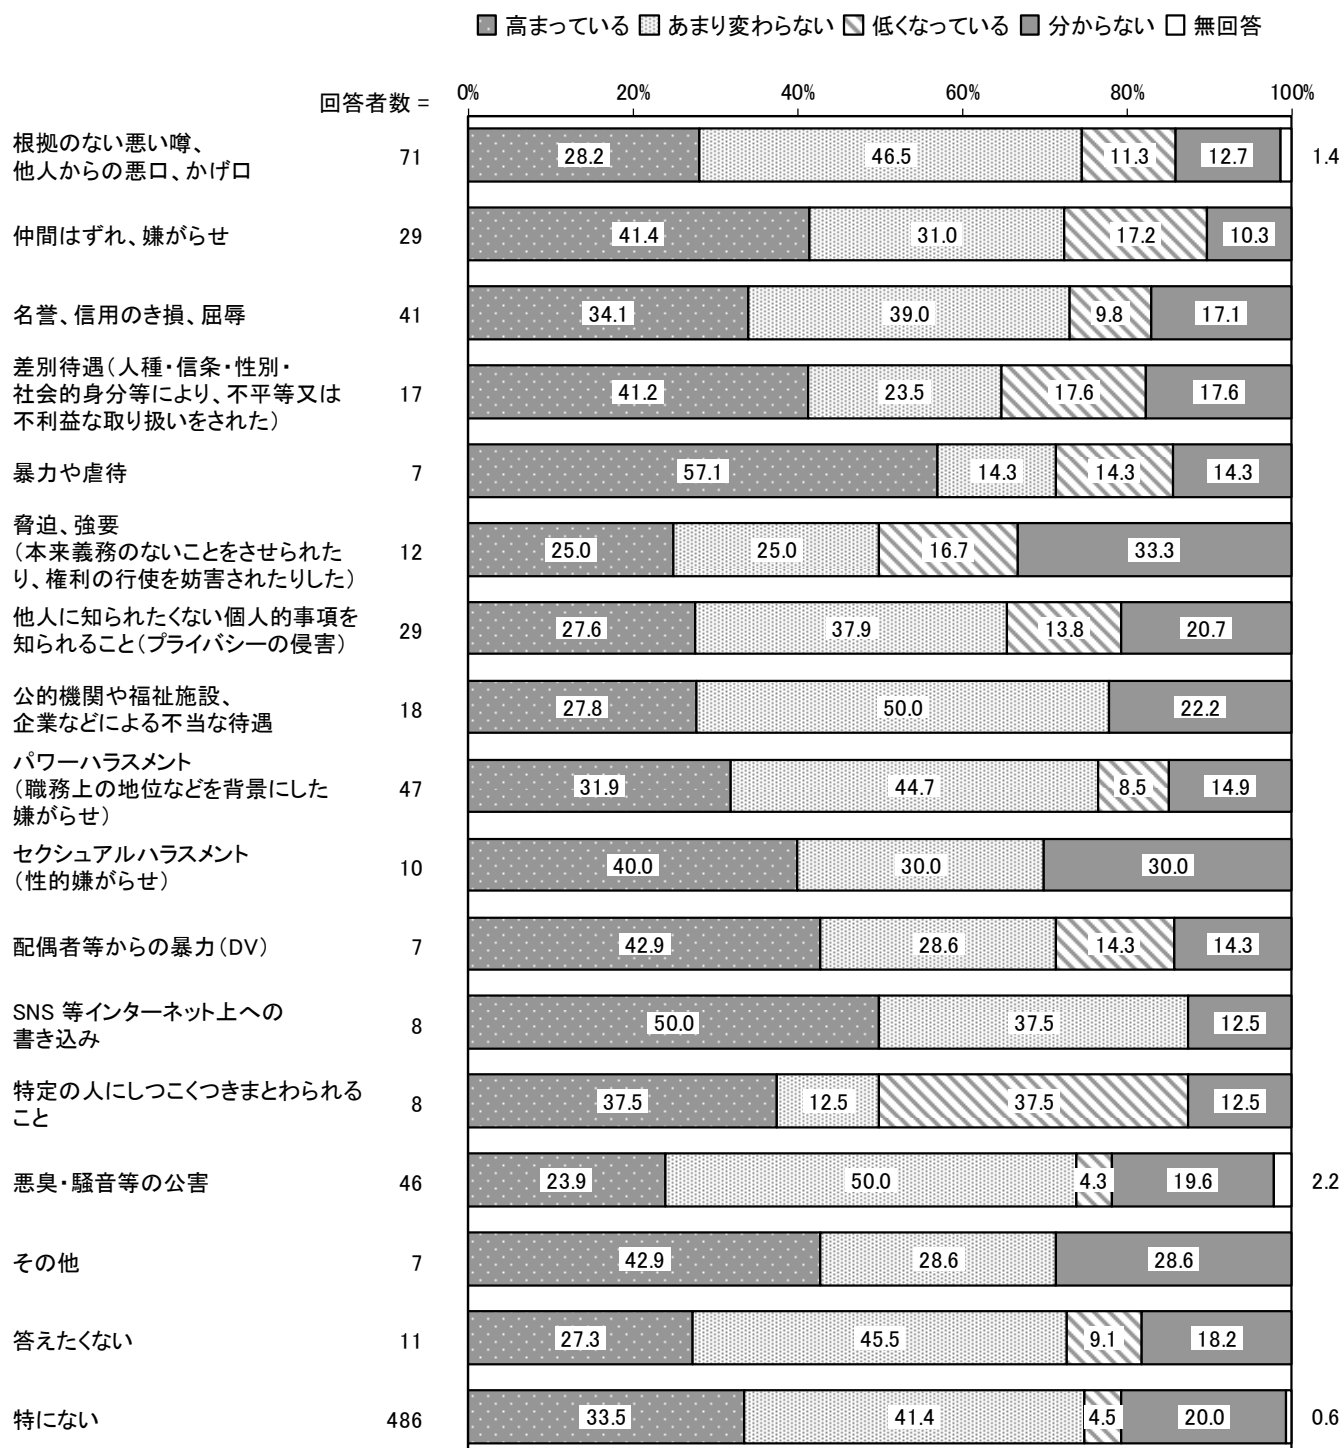 高まっている あまり変わらない 低くなっている 分からない 無回答
回答者数 = 0% 20% 40% 60% 80% 100%
根拠のない悪い噂、
他人からの悪口、かげ口
71 28.2 46.5 11.3 12.7 1.4
仲間はずれ、嫌がらせ 29 41.4 31.0 17.2 10.3
名誉、信用のき損、屈辱 41 34.1 39.0 9.8 17.1
差別待遇（人種・信条・性別・
社会的身分等により、不平等又は
不利益な取り扱いをされた）
17 41.2 23.5 17.6 17.6
暴力や虐待 7 57.1 14.3 14.3 14.3
脅迫、強要
（本来義務のないことをさせられた
り、権利の行使を妨害されたりした）
12 25.0 25.0 16.7 33.3
他人に知られたくない個人的事項を
知られること（プライバシーの侵害）
29 27.6 37.9 13.8 20.7
公的機関や福祉施設、
企業などによる不当な待遇
18 27.8 50.0 22.2
パワーハラスメント
（職務上の地位などを背景にした
嫌がらせ）
47 31.9 44.7 8.5 14.9
セクシュアルハラスメント
（性的嫌がらせ）
10 40.0 30.0 30.0
配偶者等からの暴力（DV） 7 42.9 28.6 14.3 14.3
SNS 等インターネット上への
書き込み
8 50.0 37.5 12.5
特定の人にしつこくつきまとわられる
こと
8 37.5 12.5 37.5 12.5
悪臭・騒音等の公害 46 23.9 50.0 4.3 19.6 2.2
その他 7 42.9 28.6 28.6
答えたくない 11 27.3 45.5 9.1 18.2
特にない 486 33.5 41.4 4.5 20.0 0.6